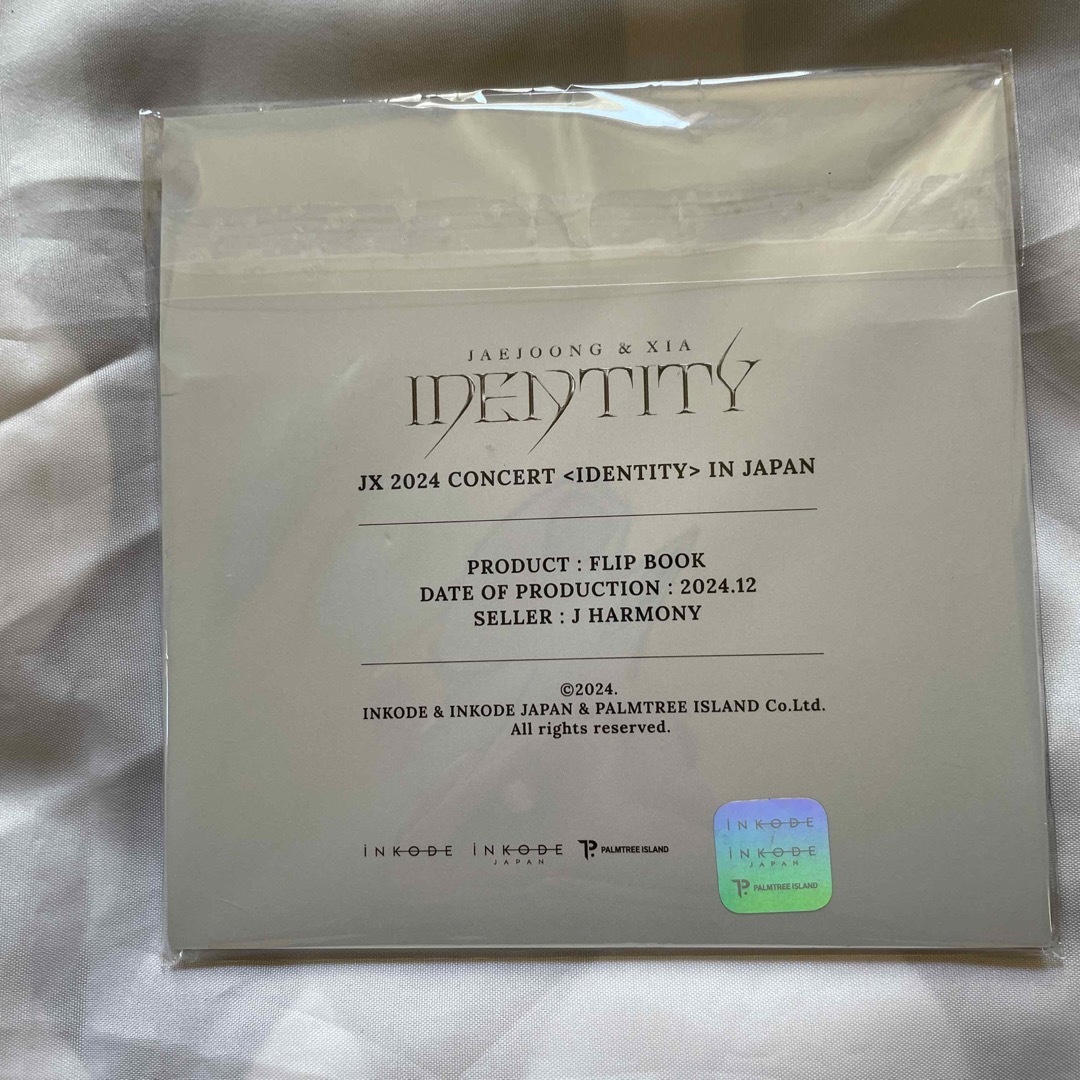 JAEJOONG & XIA
IDENTITY
JX 2024 CONCERT <IDENTITY> IN JAPAN
PRODUCT : FLIP BOOK
DATE OF PRODUCTION : 2024.12
SELLER : J HARMONY
©2024.
INKODE & INKODE JAPAN & PALMTREE ISLAND Co.Ltd.
All rights reserved.
iNKODE iNKODE JAPAN PALMTREE ISLAND
iNKODE
/
iNKODE
JAPAN
PALMTREE ISLAND